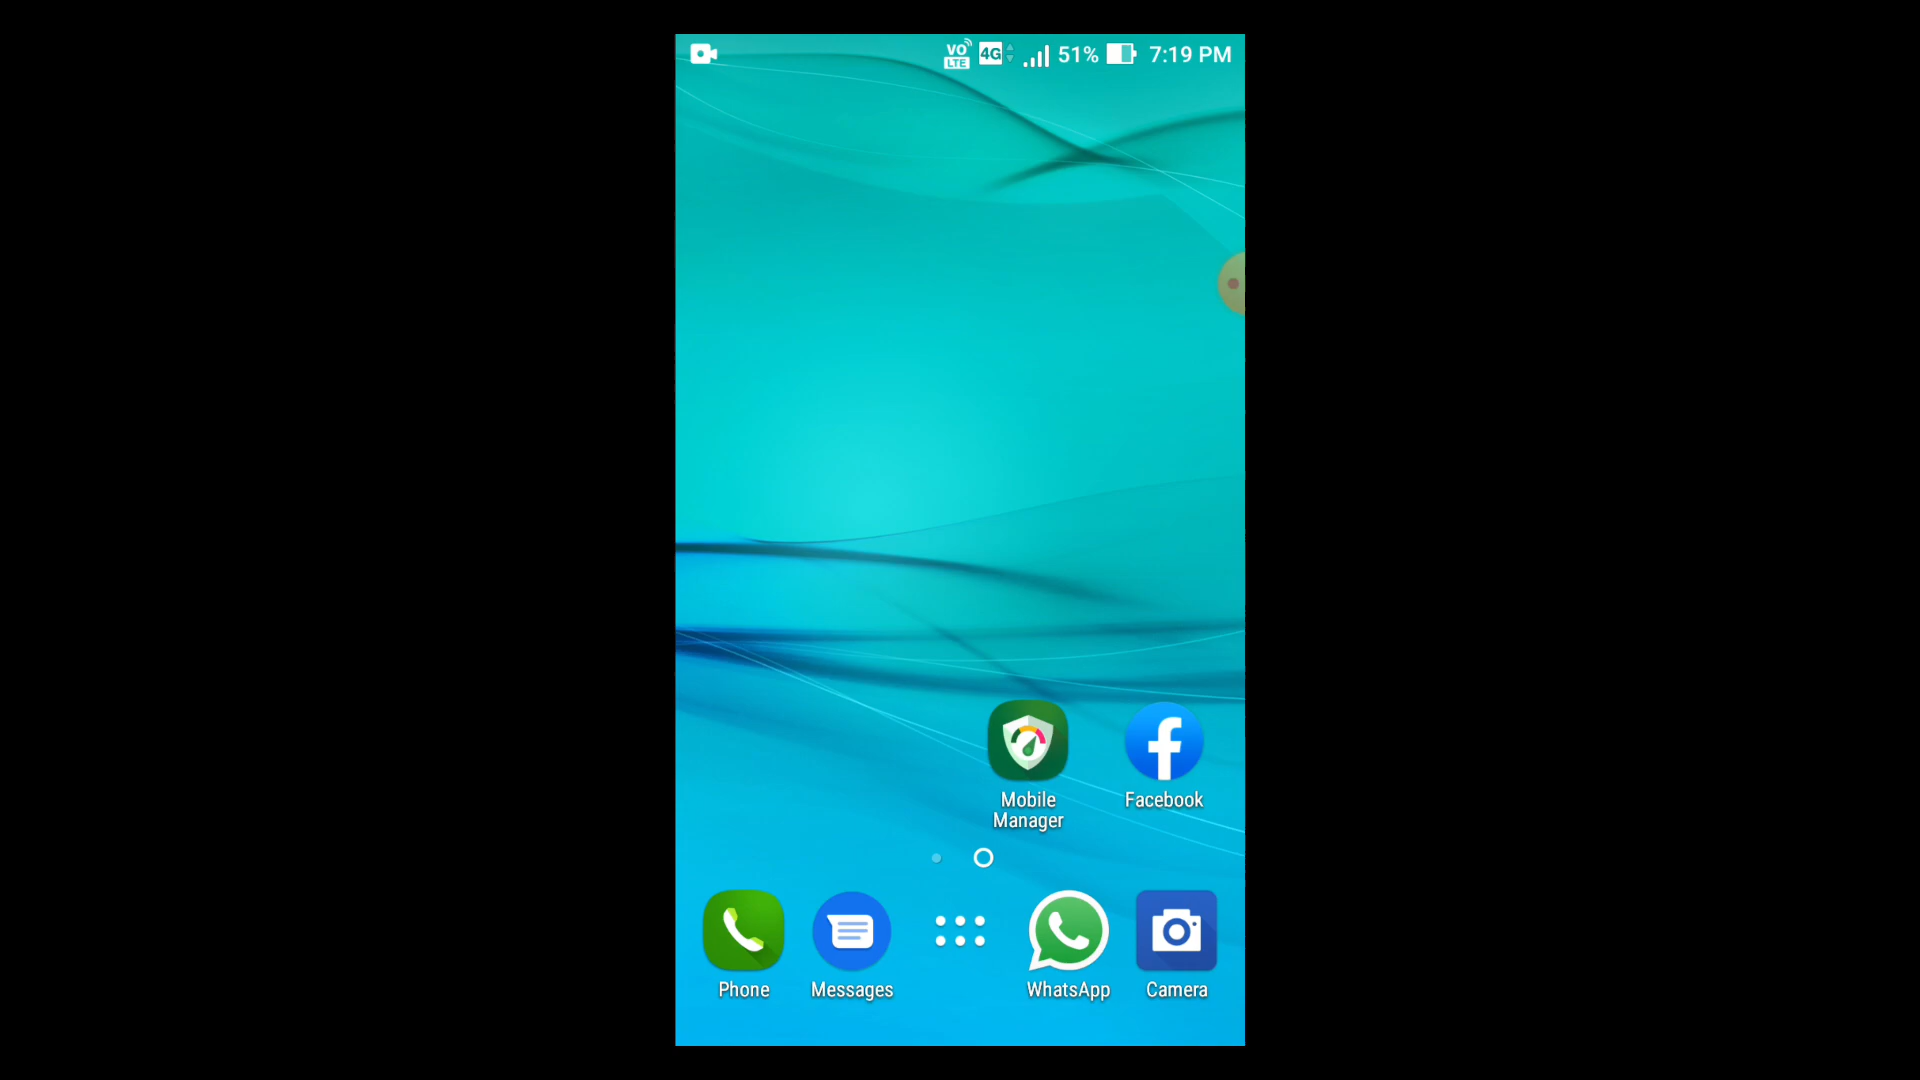 VO LTE 4G 51% 7:19 PM
Mobile Manager
Facebook
Phone
Messages
WhatsApp
Camera